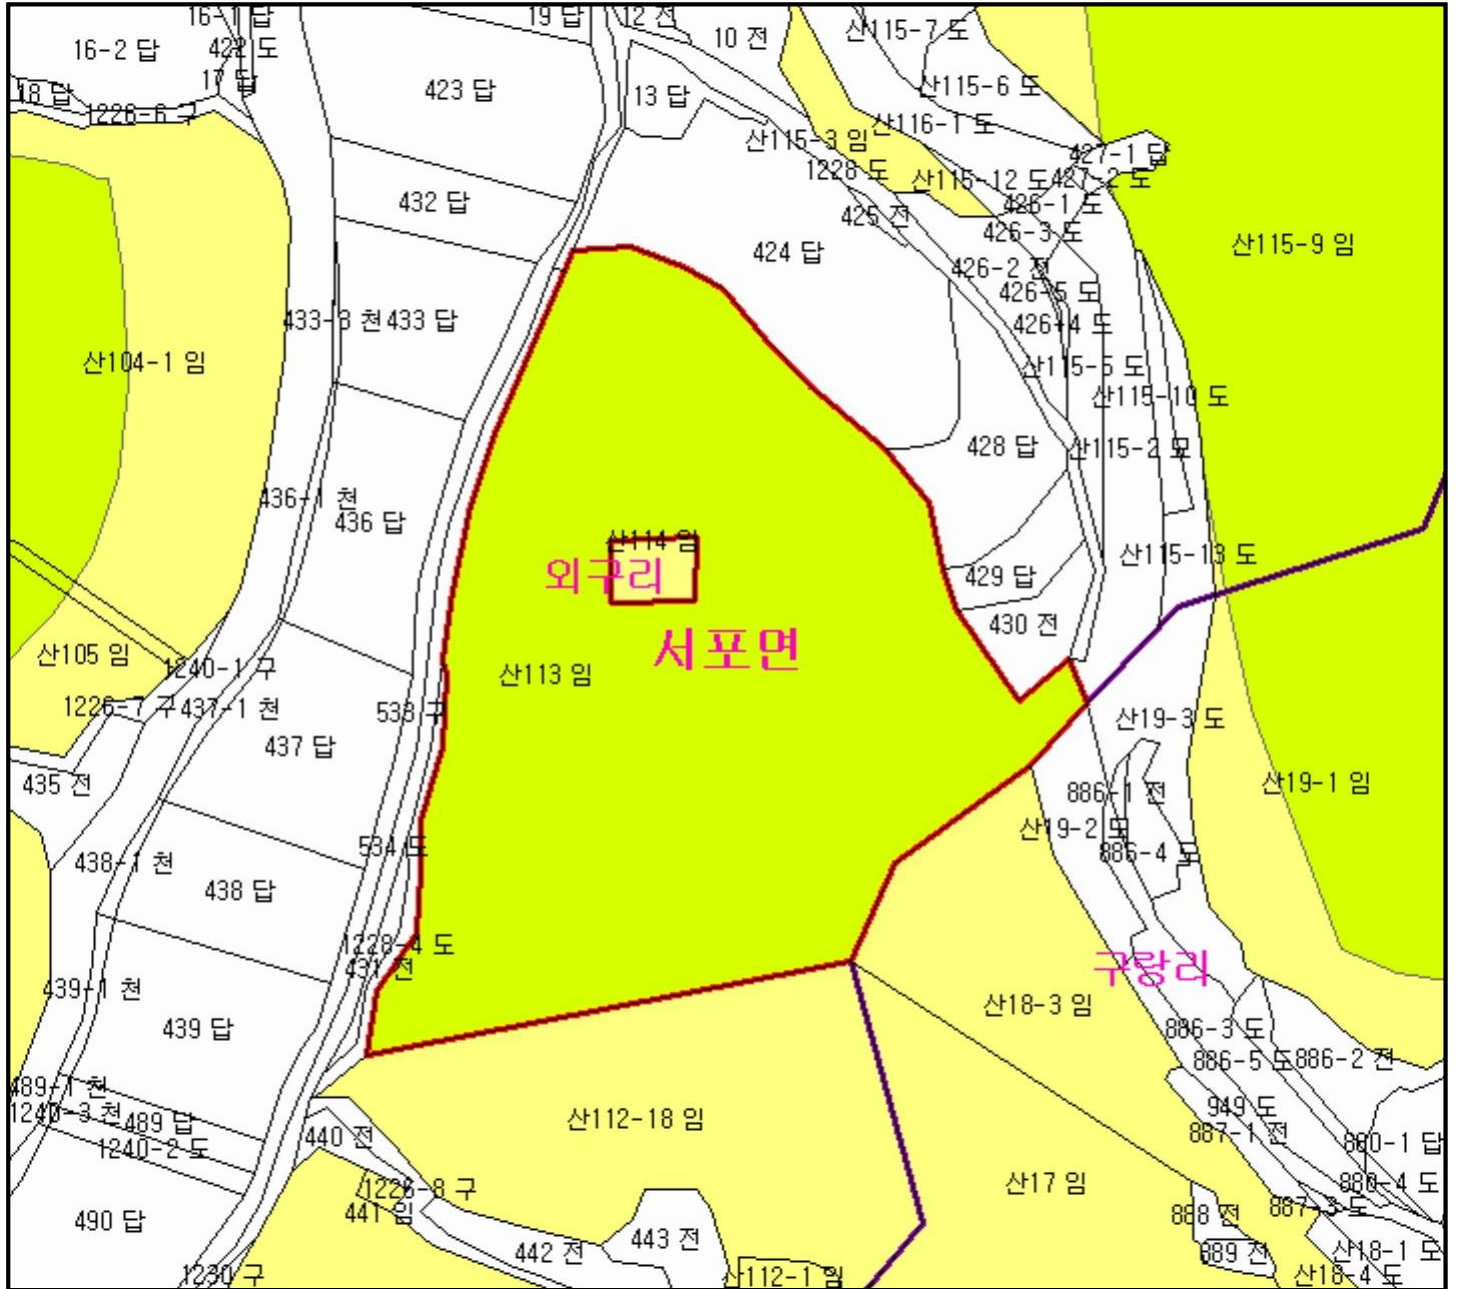 16-1 답
19 답
12 전
16-2 답
422 도
10 전
산115-7 도
17 답
18 답
423 답
13 답
산115-6 도
1226-6 구
산115-3 임
산116-1 도
427-1 답
1228 도
산115-12 도
427-2 도
432 답
425 전
426-1 도
426-3 도
424 답
산115-9 임
426-2 전
426-5 도
433-3 천
433 답
426-4 도
산104-1 임
산115-5 도
산115-10 도
428 답
산115-2 묘
436-1 천
436 답
산114 임
외구리
산115-13 도
429 답
430 전
서포면
산105 임
1240-1 구
산113 임
1226-7 구
437-1 천
533 구
437 답
산19-3 도
435 전
886-1 전
산19-1 임
534 도
산19-2 묘
886-4 도
438-1 천
438 답
1228-4 도
431 전
구랑리
439-1 천
산18-3 임
439 답
886-3 도
886-5 도
886-2 전
489-1 천
1240-3 천
489 답
산112-18 임
949 도
887-1 전
440 전
1240-2 도
880-1 답
1226-8 구
산17 임
880-4 도
441 임
888 전
887-3 도
490 답
443 전
442 전
889 전
산18-1 도
1230 구
산112-1 임
산18-4 도